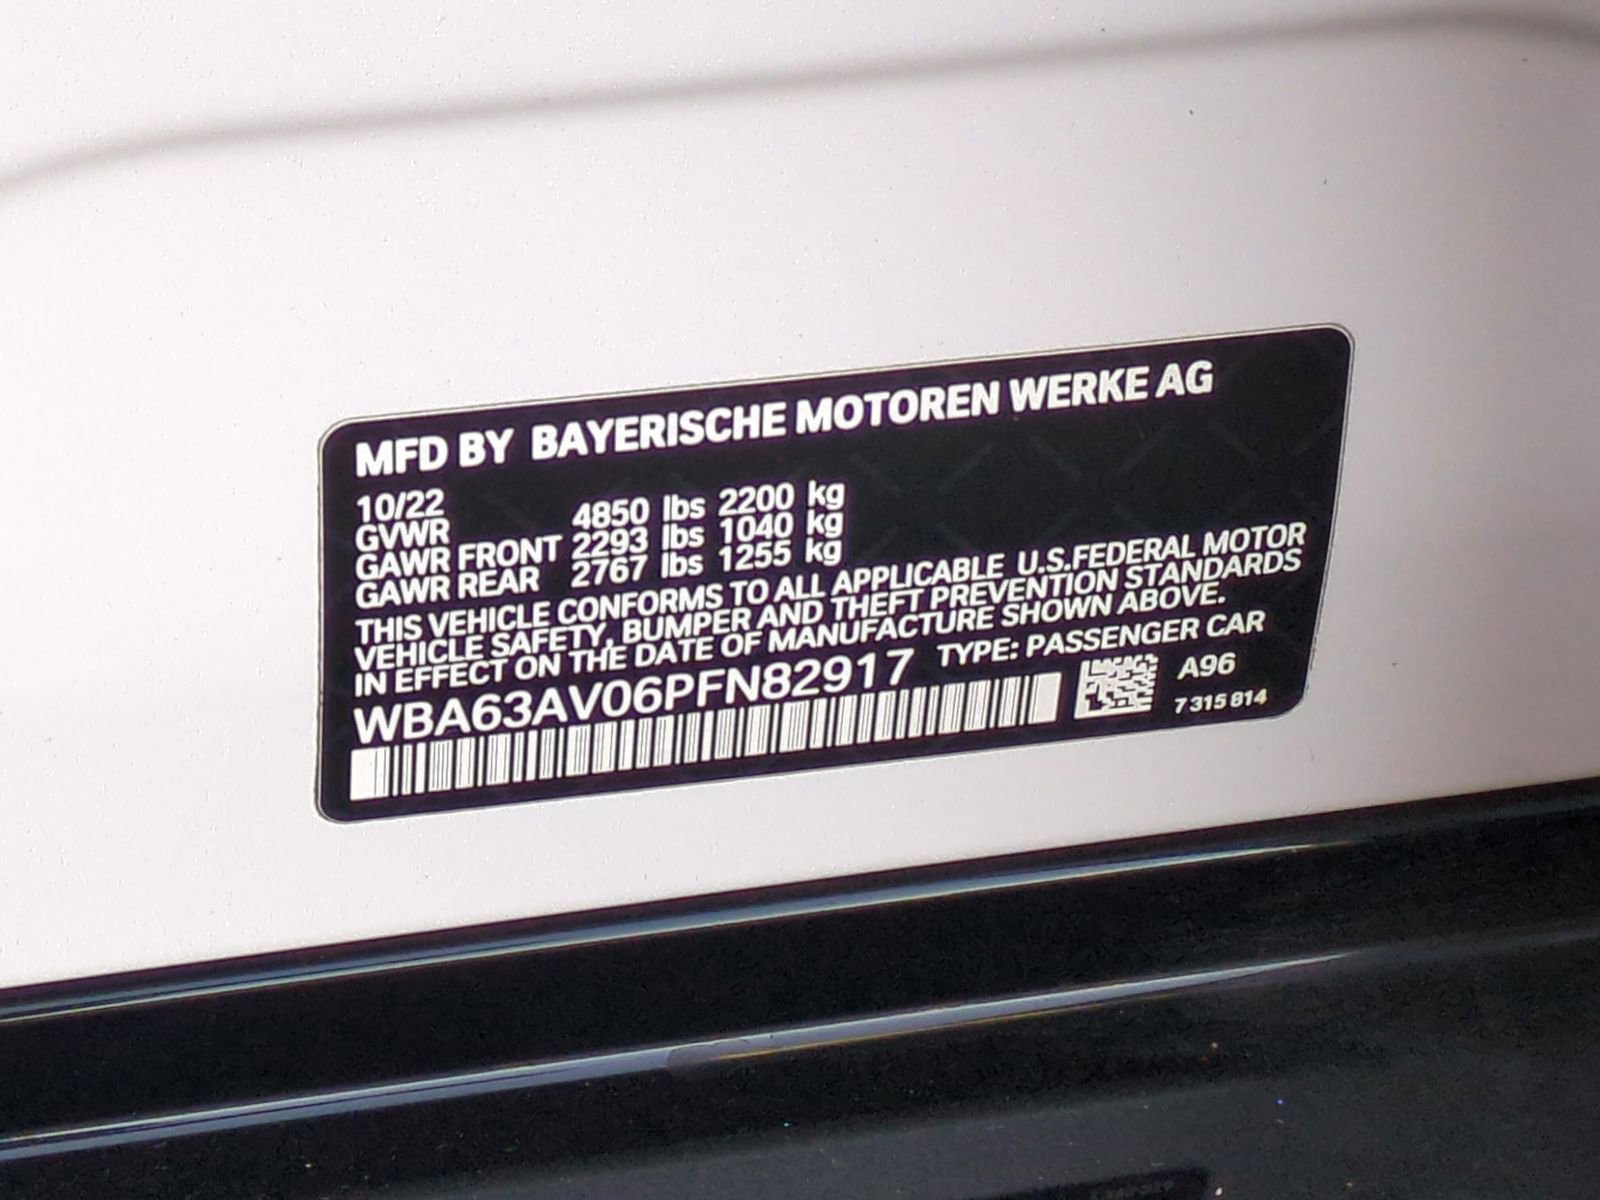 MFD BY BAYERISCHE MOTOREN WERKE AG
10/22
GVWR 4850 lbs 2200 kg
GAWR FRONT 2293 lbs 1040 kg
GAWR REAR 2767 lbs 1255 kg
THIS VEHICLE CONFORMS TO ALL APPLICABLE U.S.FEDERAL MOTOR
VEHICLE SAFETY, BUMPER AND THEFT PREVENTION STANDARDS
IN EFFECT ON THE DATE OF MANUFACTURE SHOWN ABOVE.
WBA63AV06PFN82917 TYPE: PASSENGER CAR
A96
7 315 814